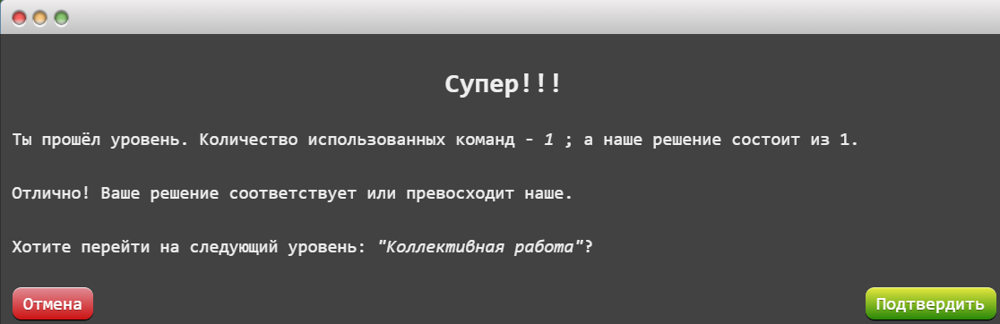 Супер!!!
Ты прошёл уровень. Количество использованных команд - 1 ; а наше решение состоит из 1.
Отлично! Ваше решение соответствует или превосходит наше.
Хотите перейти на следующий уровень: "Коллективная работа"?
Отмена
Подтвердить